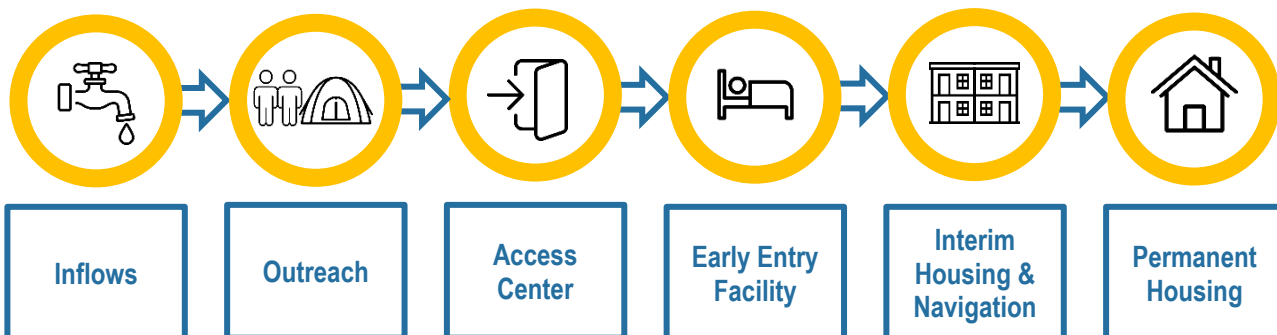 Inflows
Outreach
Access
Center
Early Entry
Facility
Interim
Housing &
Navigation
Permanent
Housing